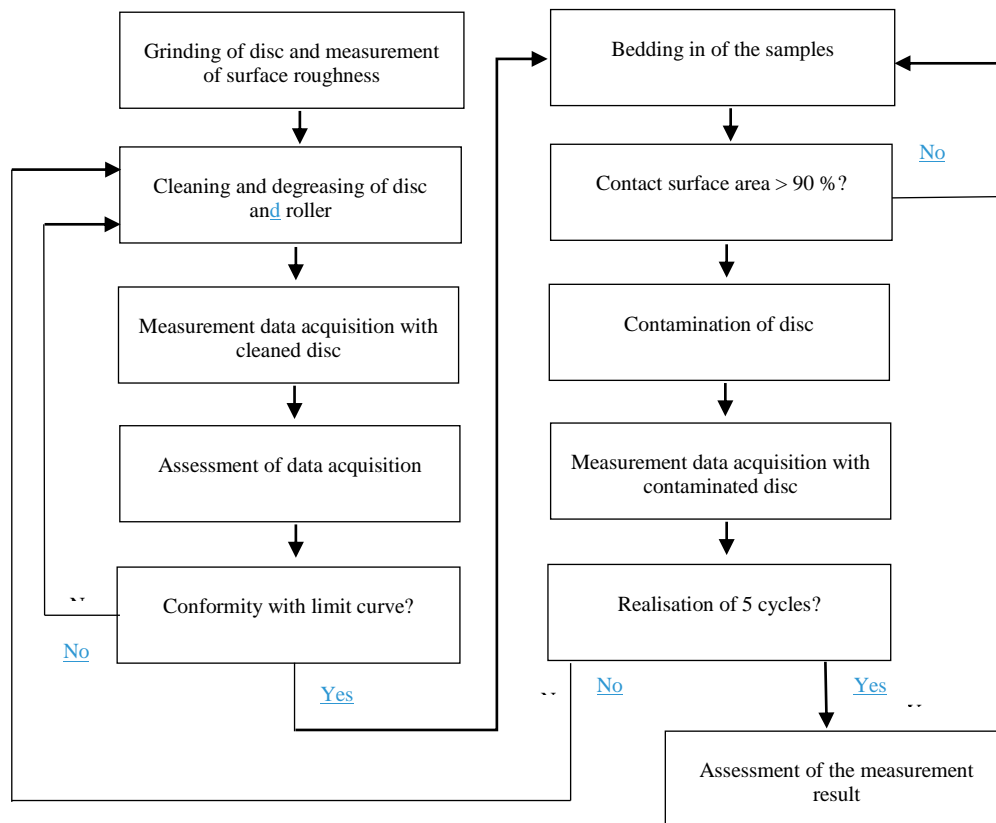 Grinding of disc and measurement
of surface roughness
Cleaning and degreasing of disc
and roller
Measurement data acquisition with
cleaned disc
Assessment of data acquisition
Conformity with limit curve?
No
Yes
Bedding in of the samples
No
Contact surface area > 90 %?
Contamination of disc
Measurement data acquisition with
contaminated disc
Realisation of 5 cycles?
No
Yes
Assessment of the measurement
result